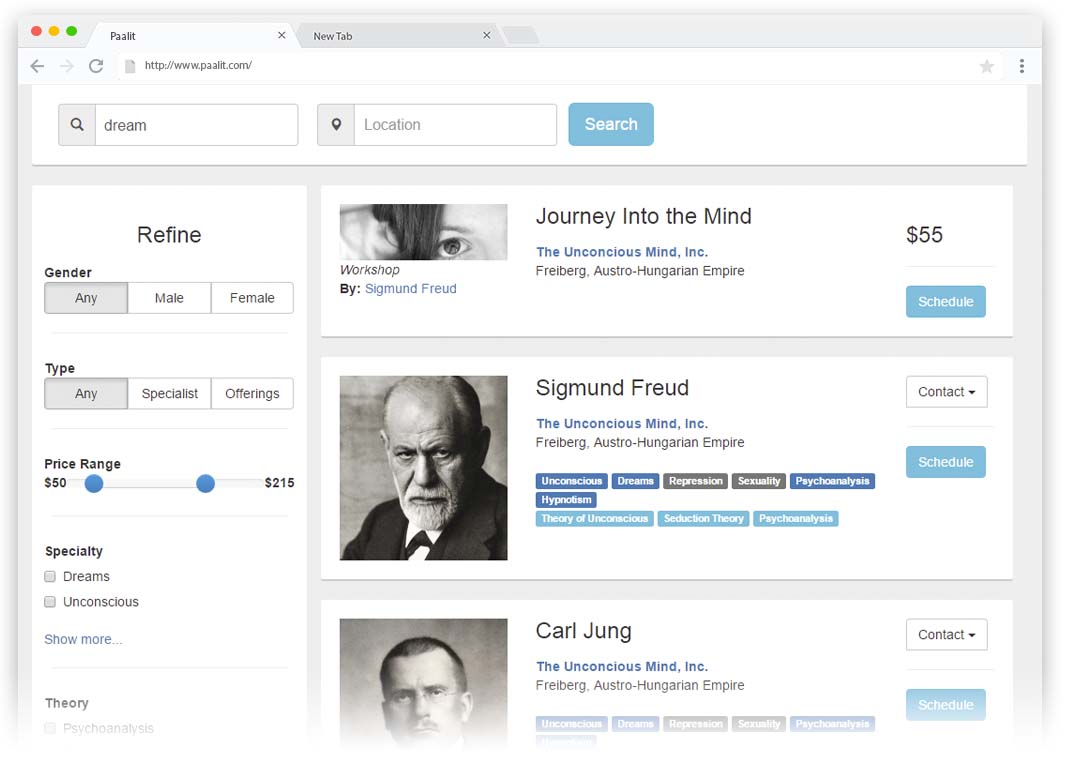 Paalit
New Tab
http://www.paalit.com/
dream
Location
Search
Refine
Gender
Any Male Female
Type
Any Specialist Offerings
Price Range
$50 $215
Specialty
Dreams
Unconscious
Show more...
Theory
Psychoanalysis
Workshop
By: Sigmund Freud
Journey Into the Mind
The Unconcious Mind, Inc.
Freiberg, Austro-Hungarian Empire
$55
Schedule
Sigmund Freud
The Unconcious Mind, Inc.
Freiberg, Austro-Hungarian Empire
Unconscious Dreams Repression Sexuality Psychoanalysis
Hypnotism
Theory of Unconscious Seduction Theory Psychoanalysis
Contact
Schedule
Carl Jung
The Unconcious Mind, Inc.
Freiberg, Austro-Hungarian Empire
Unconscious Dreams Repression Sexuality Psychoanalysis
Hypnotism
Contact
Schedule